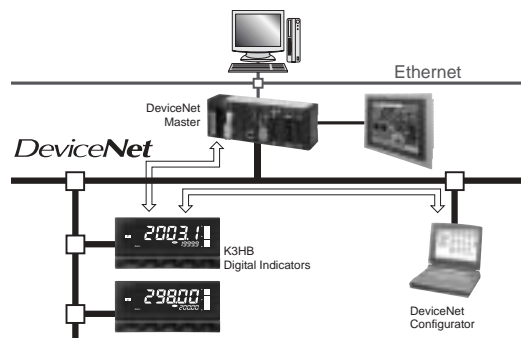 Ethernet
DeviceNet
Master
DeviceNet
2003.1
19999
K3HB
Digital Indicators
298.00
20000
DeviceNet
Configurator